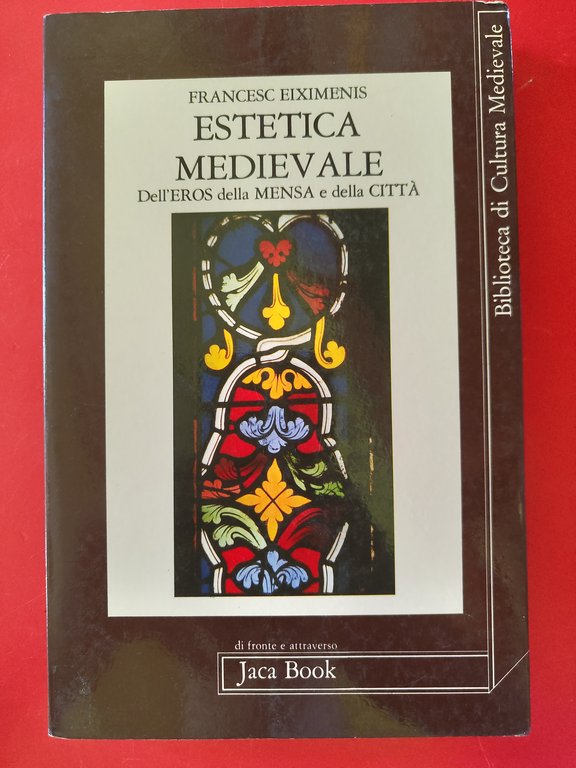 FRANCESC EIXIMENIS
ESTETICA
MEDIEVALE
Dell'EROS della MENSA e della CITTÀ
Biblioteca di Cultura Medievale
di fronte e attraverso
Jaca Book